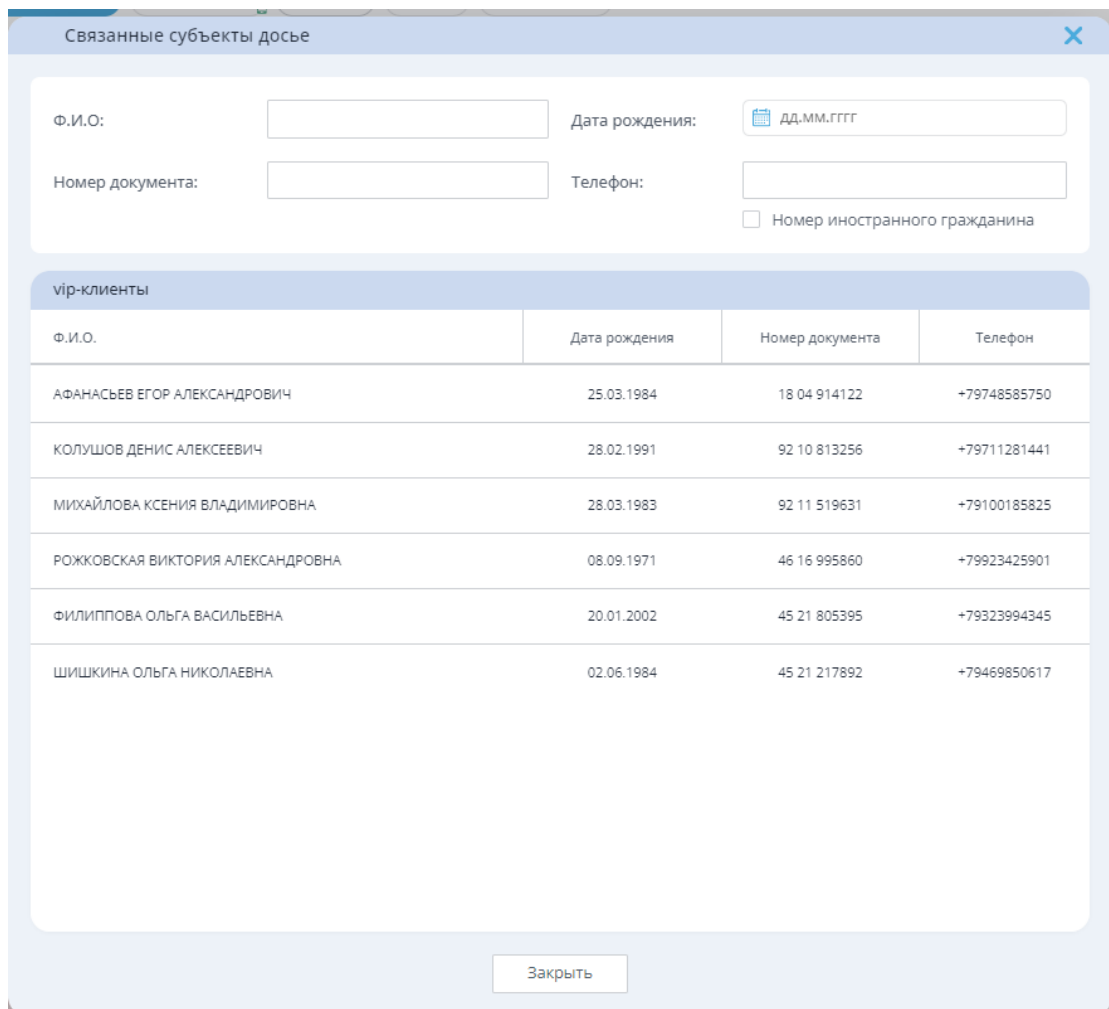 Связанные субъекты досье
Ф.И.О:
Дата рождения:
дд.мм.гггг
Номер документа:
Телефон:
Номер иностранного гражданина
vip-клиенты
Ф.И.О. Дата рождения Номер документа Телефон
АФАНАСЬЕВ ЕГОР АЛЕКСАНДРОВИЧ 25.03.1984 18 04 914122 +79748585750
КОЛУШОВ ДЕНИС АЛЕКСЕЕВИЧ 28.02.1991 92 10 813256 +79711281441
МИХАЙЛОВА КСЕНИЯ ВЛАДИМИРОВНА 28.03.1983 92 11 519631 +79100185825
РОЖКОВСКАЯ ВИКТОРИЯ АЛЕКСАНДРОВНА 08.09.1971 46 16 995860 +79923425901
ФИЛИППОВА ОЛЬГА ВАСИЛЬЕВНА 20.01.2002 45 21 805395 +79323994345
ШИШКИНА ОЛЬГА НИКОЛАЕВНА 02.06.1984 45 21 217892 +79469850617
Закрыть